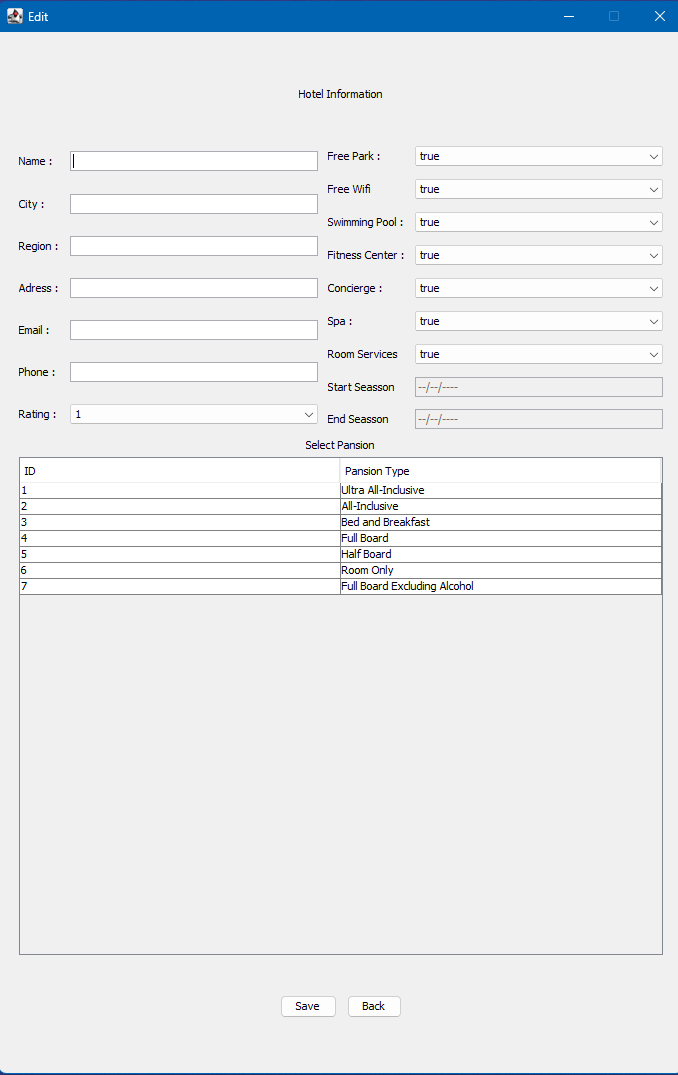 Edit
Hotel Information
Name :
City :
Region :
Adress :
Email :
Phone :
Rating : 1
Free Park : true
Free Wifi true
Swimming Pool : true
Fitness Center : true
Concierge : true
Spa : true
Room Services true
Start Seasson --/--/----
End Seasson --/--/----
Select Pansion
ID Pansion Type
1 Ultra All-Inclusive
2 All-Inclusive
3 Bed and Breakfast
4 Full Board
5 Half Board
6 Room Only
7 Full Board Excluding Alcohol
Save Back